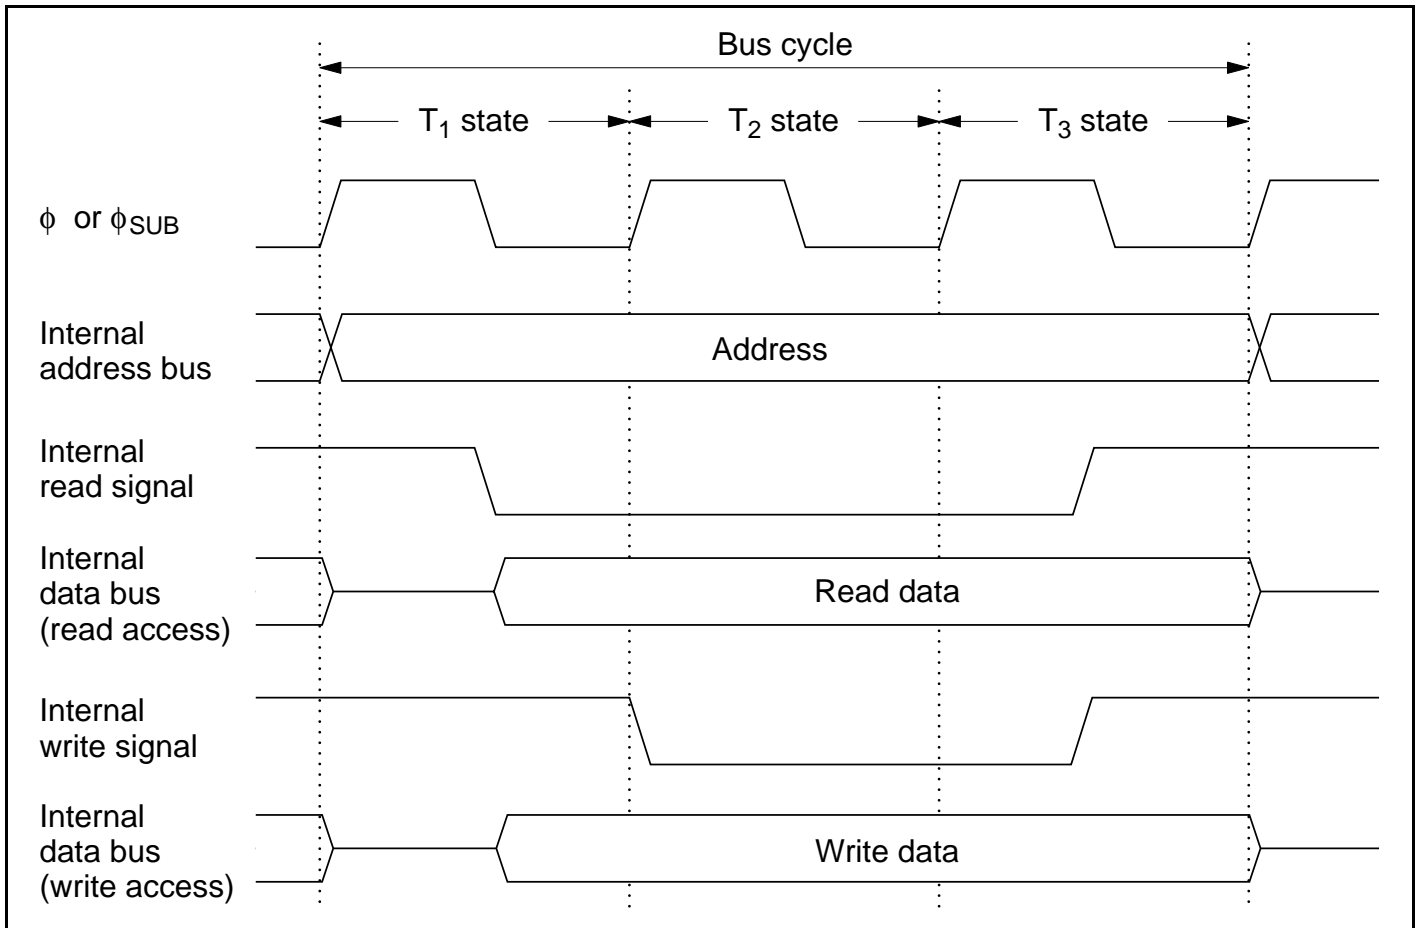 Bus cycle
T1 state T2 state T3 state
ϕ or ϕSUB
Internal
address bus
Address
Internal
read signal
Internal
data bus
(read access)
Read data
Internal
write signal
Internal
data bus
(write access)
Write data